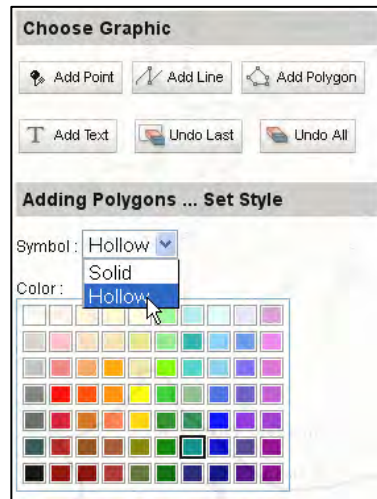 Choose Graphic
Add Point Add Line Add Polygon
T Add Text Undo Last Undo All
Adding Polygons ... Set Style
Symbol : Hollow
Solid
Color : Hollow